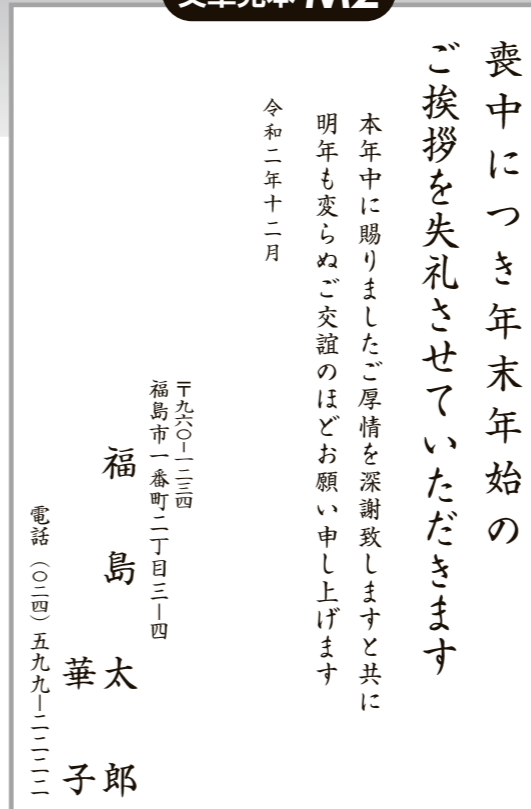 文章見本 M2
喪中につき年末年始の
ご挨拶を失礼させていただきます
本年中に賜りましたご厚情を深謝致しますと共に
明年も変らぬご交誼のほどお願い申し上げます
令和二年十二月
〒九六〇−一二三四
福島市一番町二丁目三−四
福島太郎
華子
電話(〇二四)五九九−二二二二